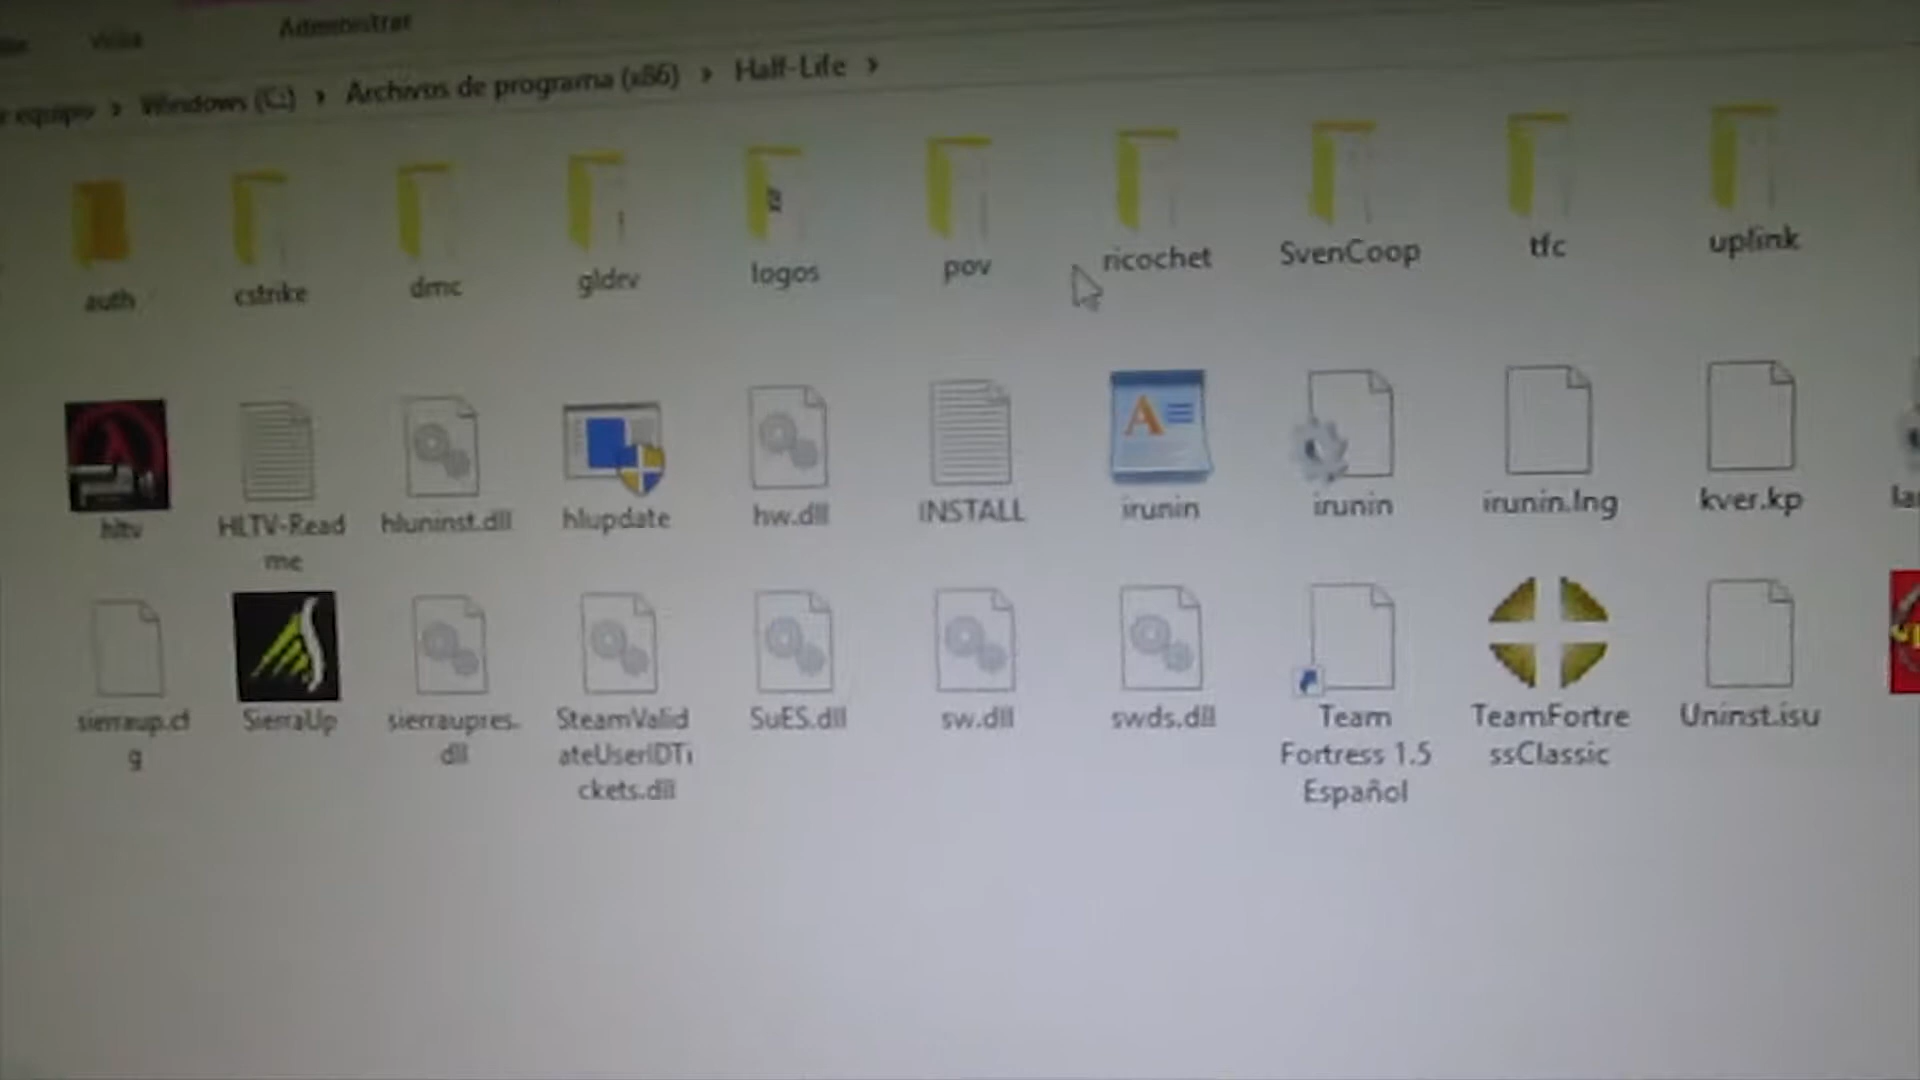 Vista
Administrar
equipo > Windows (C:) > Archivos de programa (x86) > Half-Life >
auth
cstrike
dmc
gldev
logos
pov
ricochet
SvenCoop
tfc
uplink
hltv
HLTV-Read
me
hluninst.dll
hlupdate
hw.dll
INSTALL
irunin
irunin
irunin.lng
kver.kp
sierraup.cf
g
SierraUp
sierraupres.
dll
SteamValid
ateUserIDTi
ckets.dll
SuES.dll
sw.dll
swds.dll
Team
Fortress 1.5
Español
TeamFortre
ssClassic
Uninst.isu